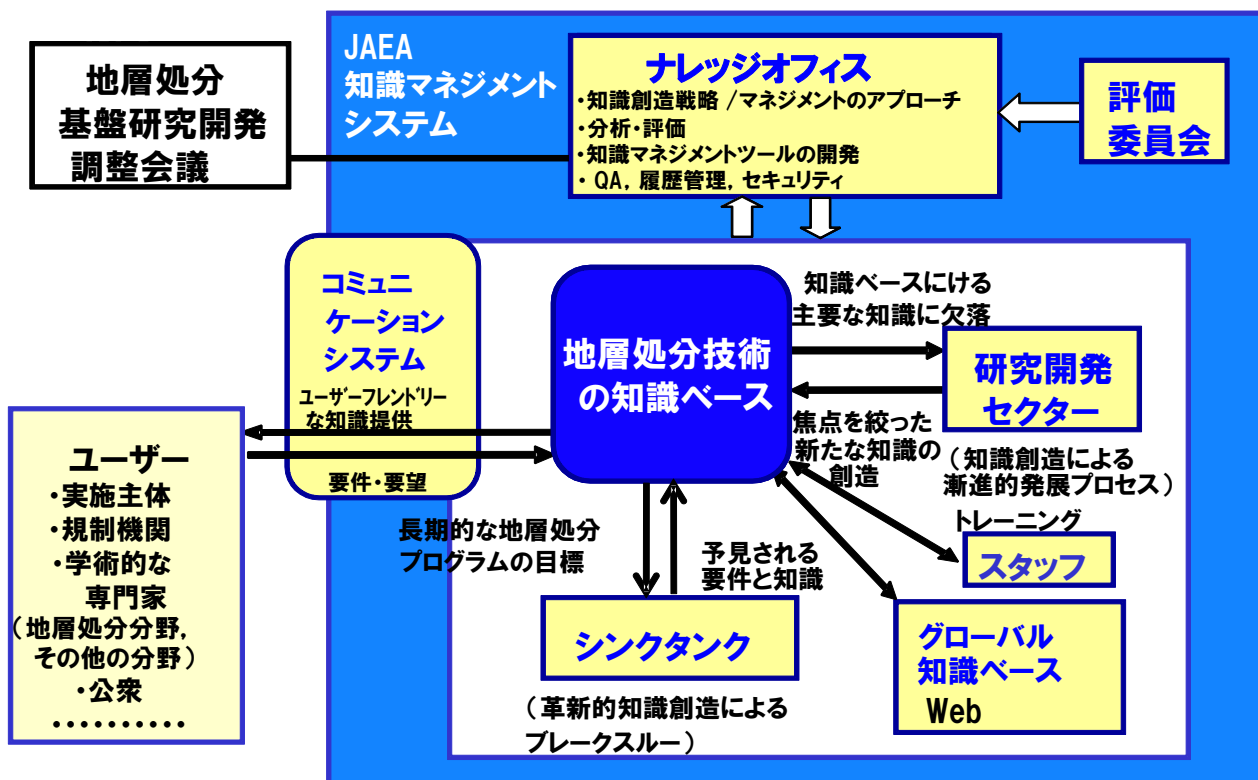 地層処分
基盤研究開発
調整会議
JAEA
知識マネジメント
システム
ナレッジオフィス
・知識創造戦略 /マネジメントのアプローチ
・分析・評価
・知識マネジメントツールの開発
・ QA, 履歴管理, セキュリティ
評価
委員会
コミュニ
ケーション
システム
ユーザーフレンドリー
な知識提供
要件・要望
地層処分技術
の知識ベース
知識ベースにける
主要な知識に欠落
研究開発
セクター
焦点を絞った
新たな知識の
創造
（知識創造による
漸進的発展プロセス）
トレーニング
スタッフ
グローバル
知識ベース
Web
長期的な地層処分
プログラムの目標
予見される
要件と知識
シンクタンク
（革新的知識創造による
ブレークスルー）
ユーザー
・実施主体
・規制機関
・学術的な
専門家
（地層処分分野,
その他の分野）
・公衆
・・・・・・・・・・